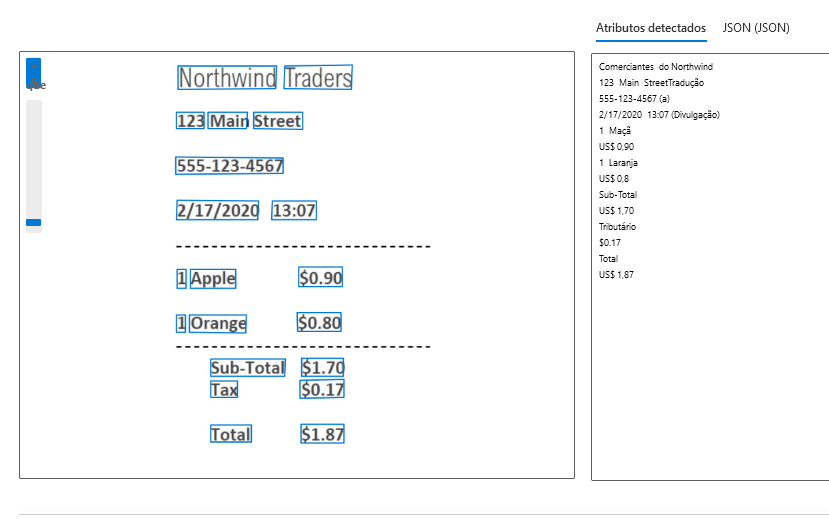 Atributos detectados JSON (JSON)
Northwind Traders
123 Main Street
555-123-4567
2/17/2020 13:07
1 Apple $0.90
1 Orange $0.80
Sub-Total $1.70
Tax $0.17
Total $1.87
Comerciantes do Northwind
123 Main StreetTradução
555-123-4567 (a)
2/17/2020 13:07 (Divulgação)
1 Maçã
US$ 0,90
1 Laranja
US$ 0,8
Sub-Total
US$ 1,70
Tributário
$0.17
Total
US$ 1,87